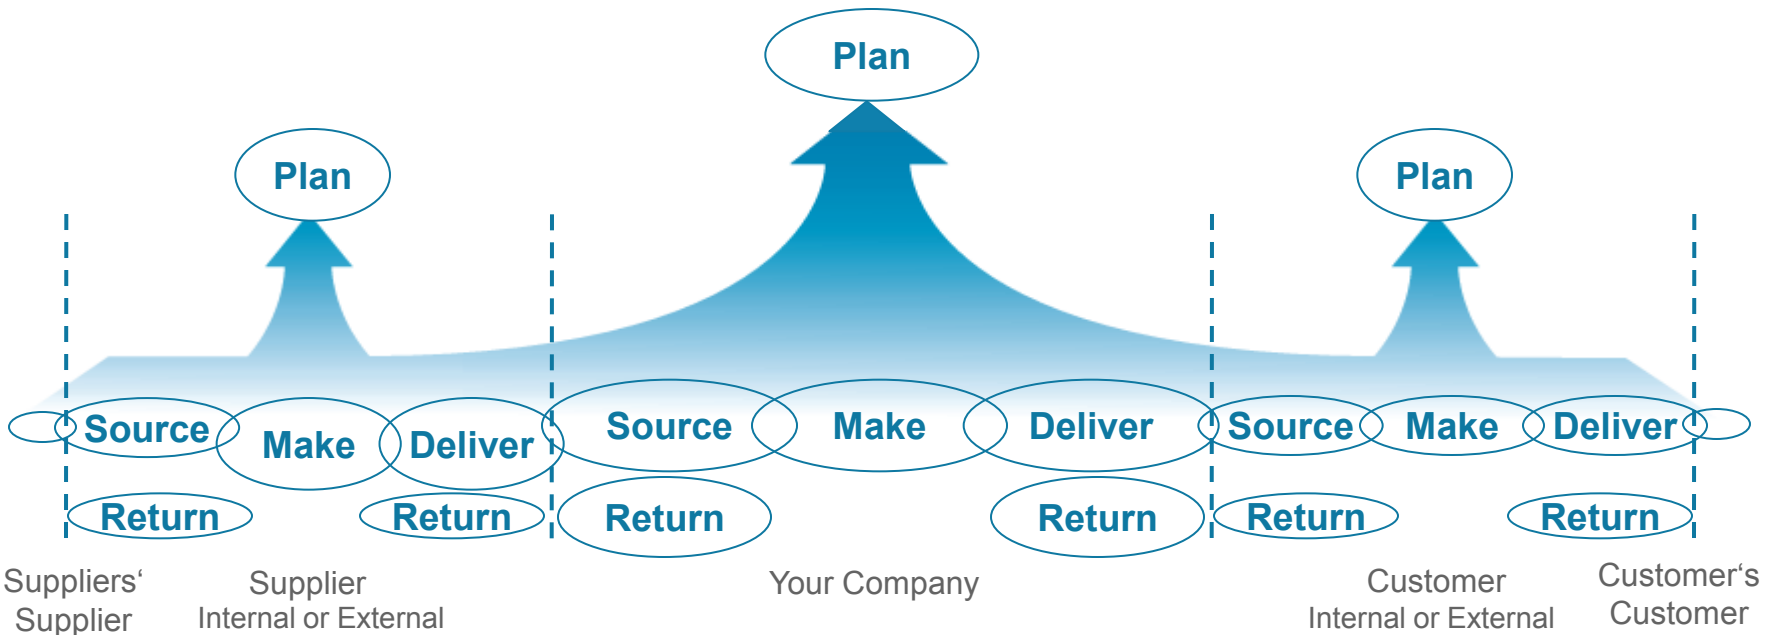 Plan
Plan
Plan
Source
Make
Deliver
Source
Make
Deliver
Source
Make
Deliver
Return
Return
Return
Return
Return
Return
Suppliers‘
Supplier
Supplier
Internal or External
Your Company
Customer
Internal or External
Customer‘s
Customer